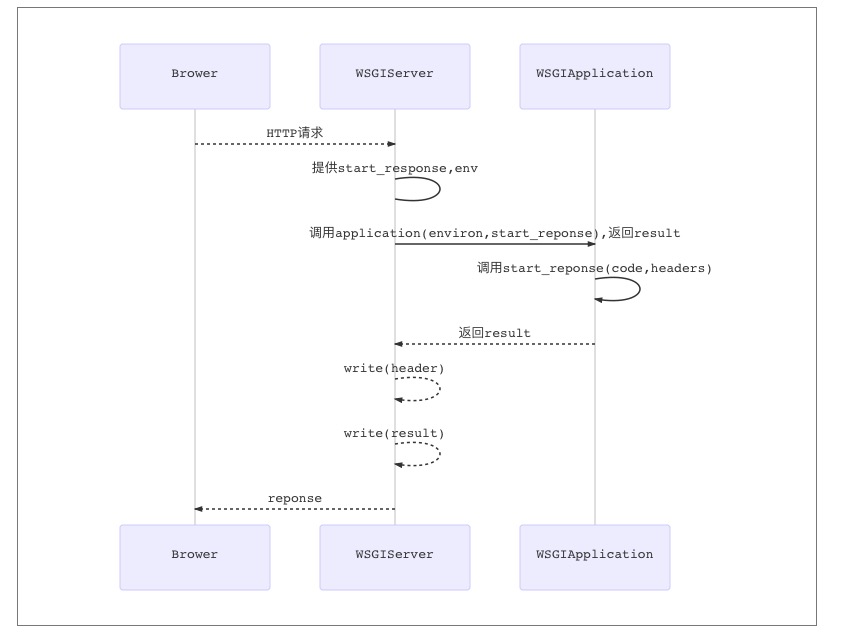 Brower
WSGIServer
WSGIApplication
HTTP请求
提供start_response,env
调用application(environ,start_reponse),返回result
调用start_reponse(code,headers)
返回result
write(header)
write(result)
reponse
Brower
WSGIServer
WSGIApplication